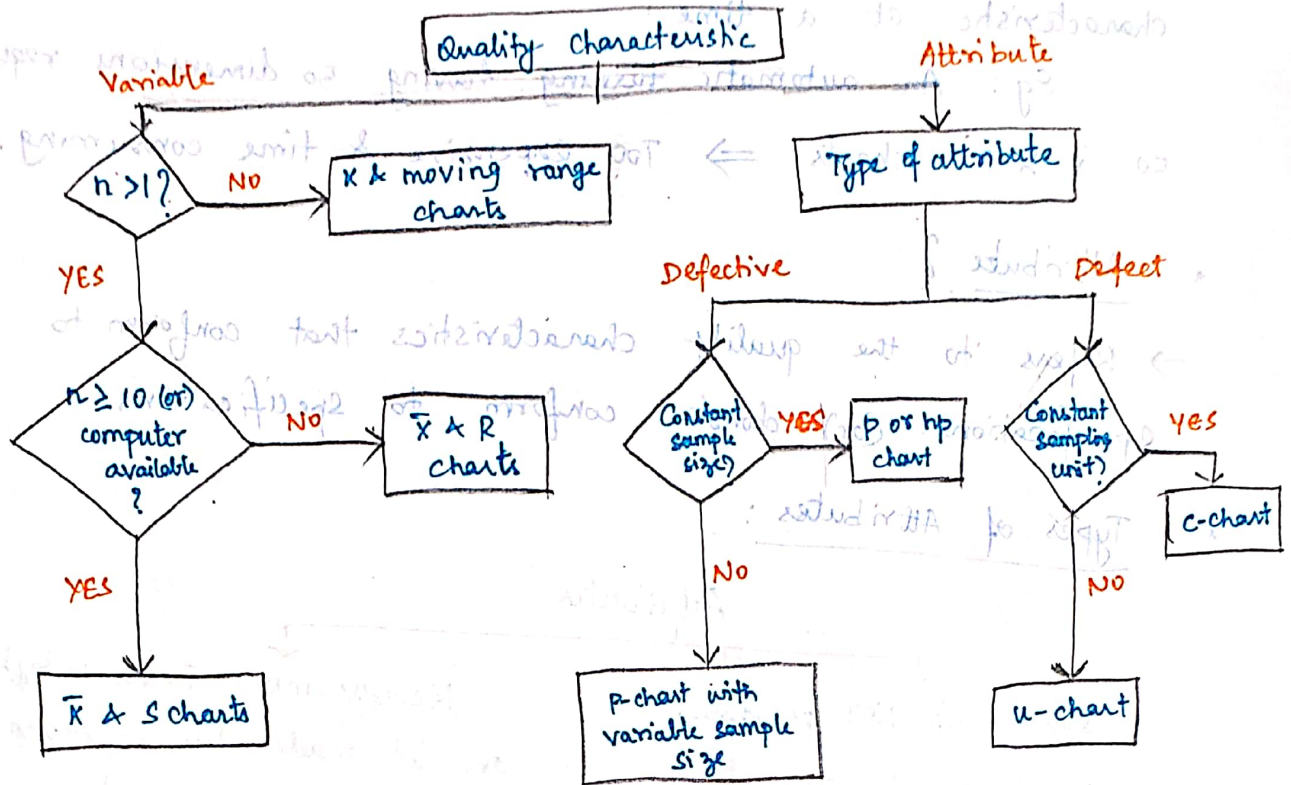 Quality characteristic
Variable
Attribute
n >1?
NO
X & moving range
charts
Type of attribute
YES
Defective
Defect
n ≥ 10 (or)
computer
available
?
NO
X̄ & R
charts
Constant
sample
size?
YES
p or np
chart
Constant
sampling
unit?
YES
C-chart
YES
NO
NO
X̄ & S charts
p-chart with
variable sample
size
u-chart